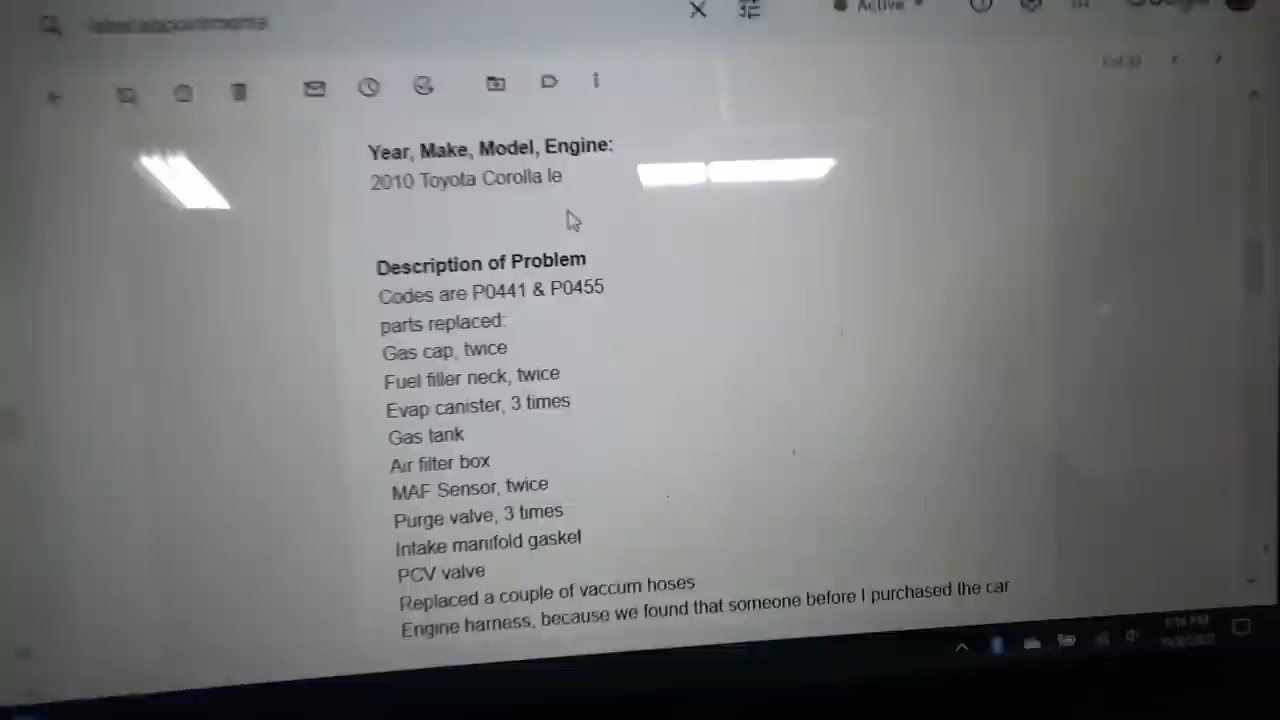 Active
Year, Make, Model, Engine:
2010 Toyota Corolla le
Description of Problem
Codes are P0441 & P0455
parts replaced:
Gas cap, twice
Fuel filler neck, twice
Evap canister, 3 times
Gas tank
Air filter box
MAF Sensor, twice
Purge valve, 3 times
Intake manifold gasket
PCV valve
Replaced a couple of vaccum hoses
Engine harness, because we found that someone before I purchased the car